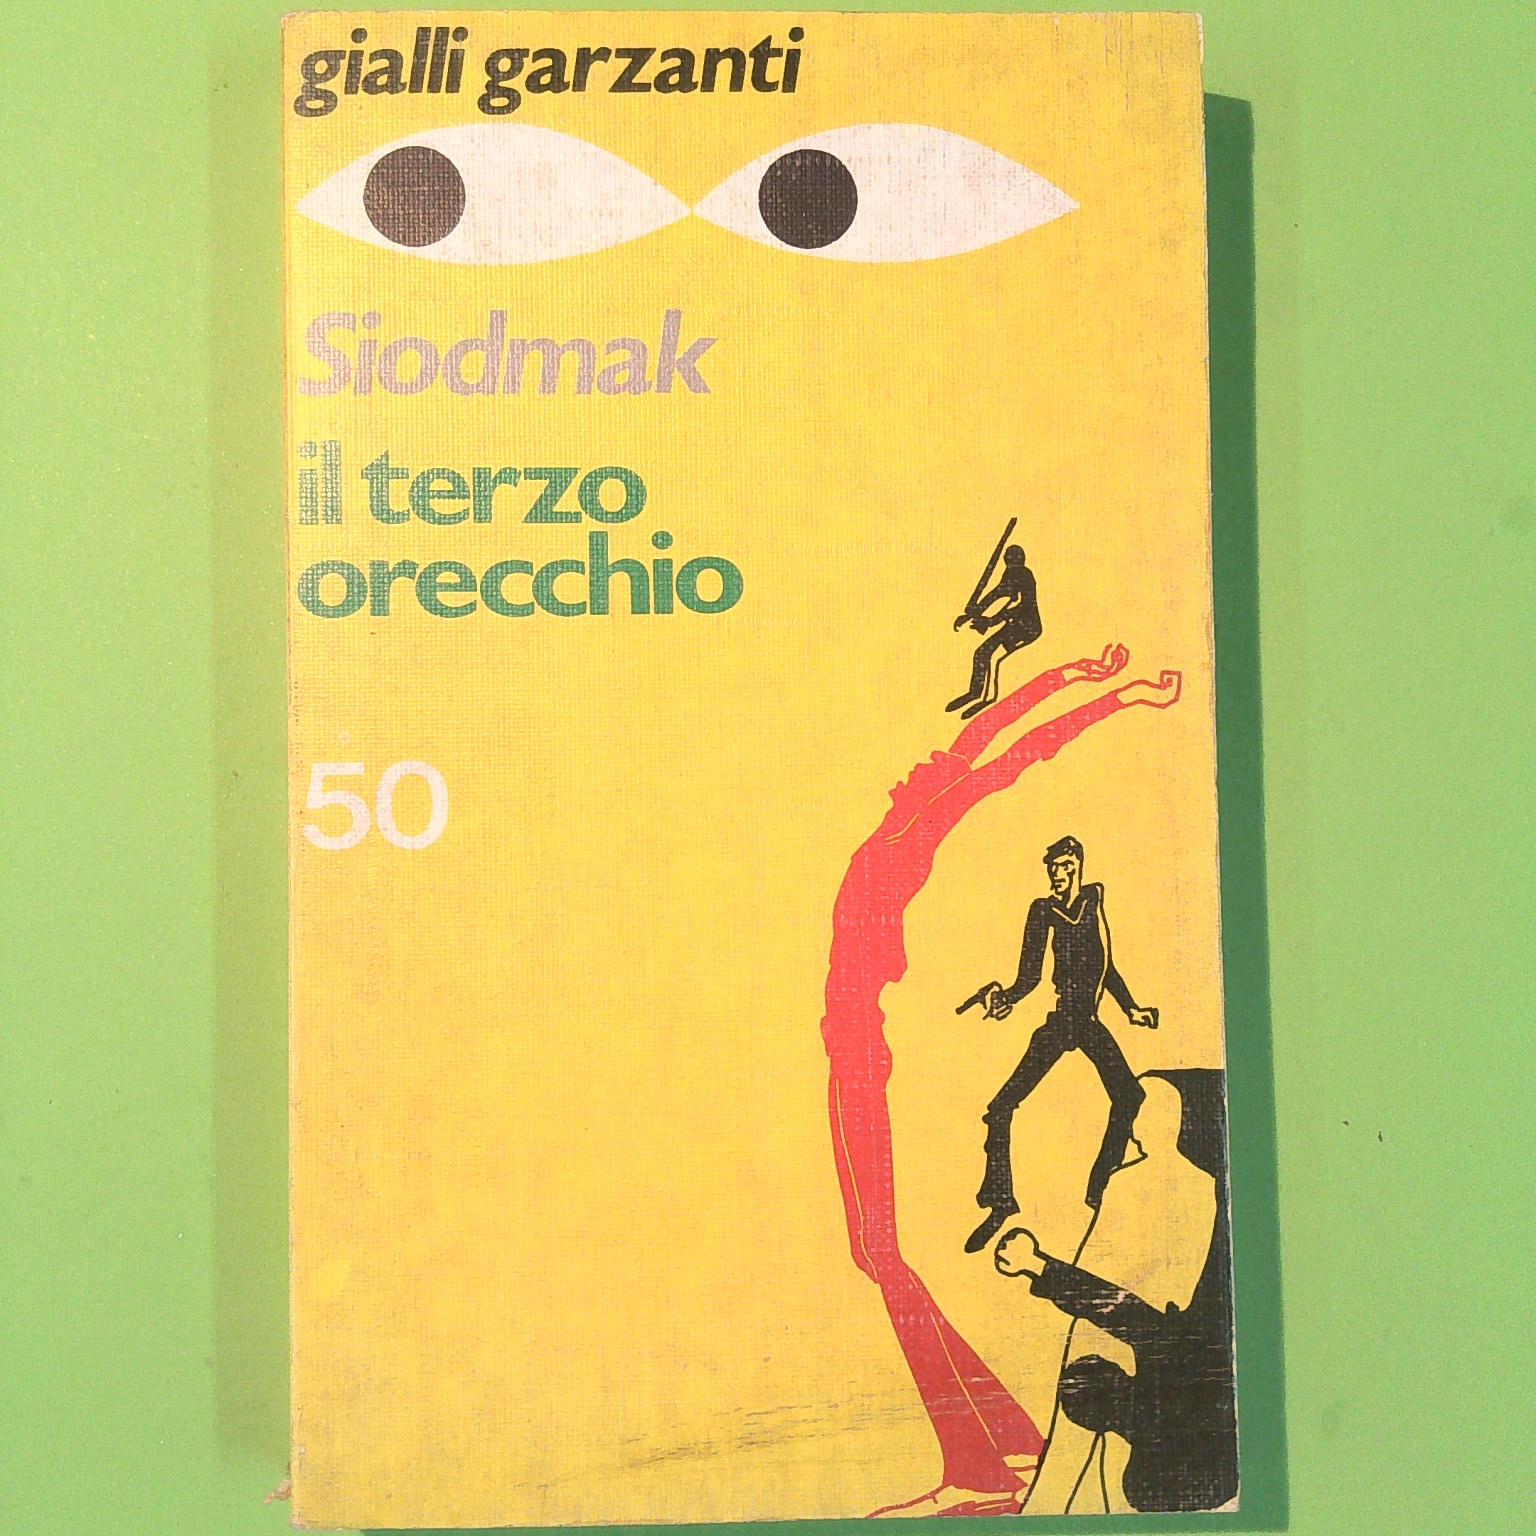 gialli garzanti
Siodmak
il terzo
orecchio
50